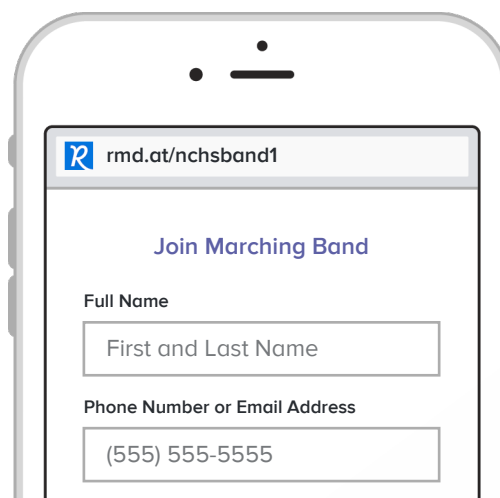 rmd.at/nchsband1
Join Marching Band
Full Name
First and Last Name
Phone Number or Email Address
(555) 555-5555